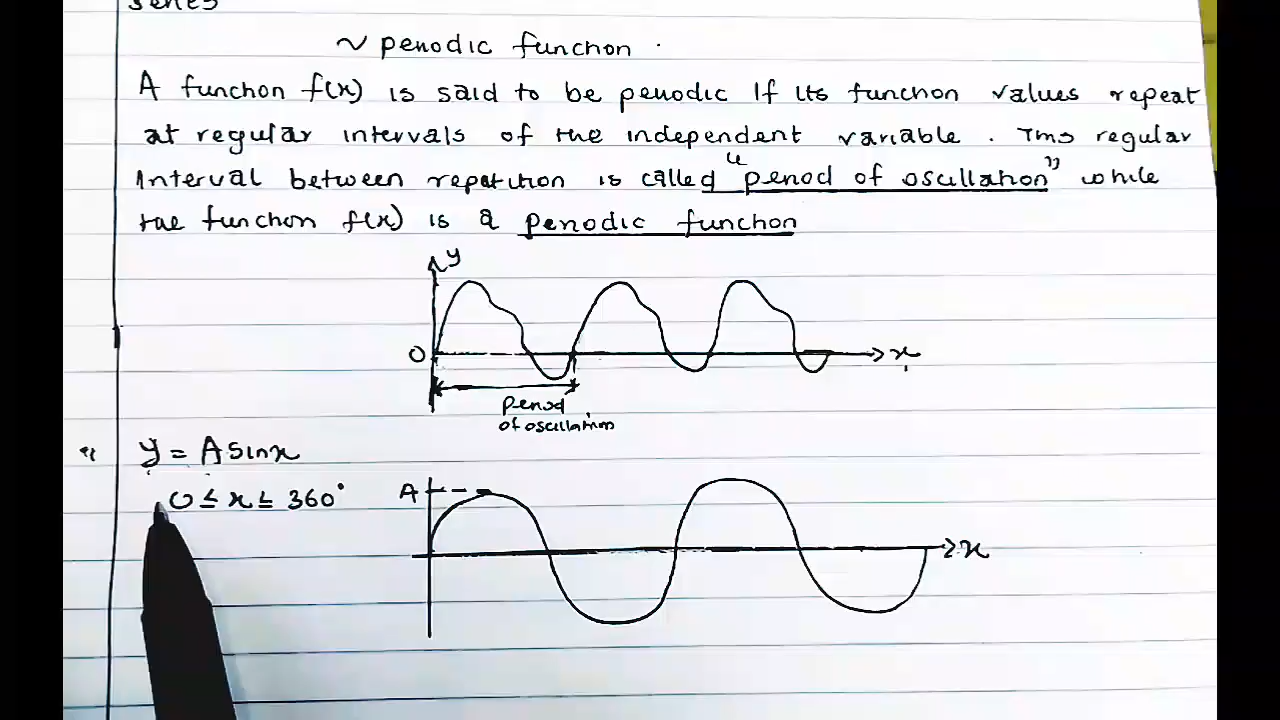 series
~ periodic function .
A function f(x) is said to be periodic if its function values repeat
at regular intervals of the independent variable . This regular
interval between repetition is called "period of oscillation" while
the function f(x) is a periodic function
y
O
x
period
of oscillation
y = A sin x
0 ≤ x ≤ 360°
A
x